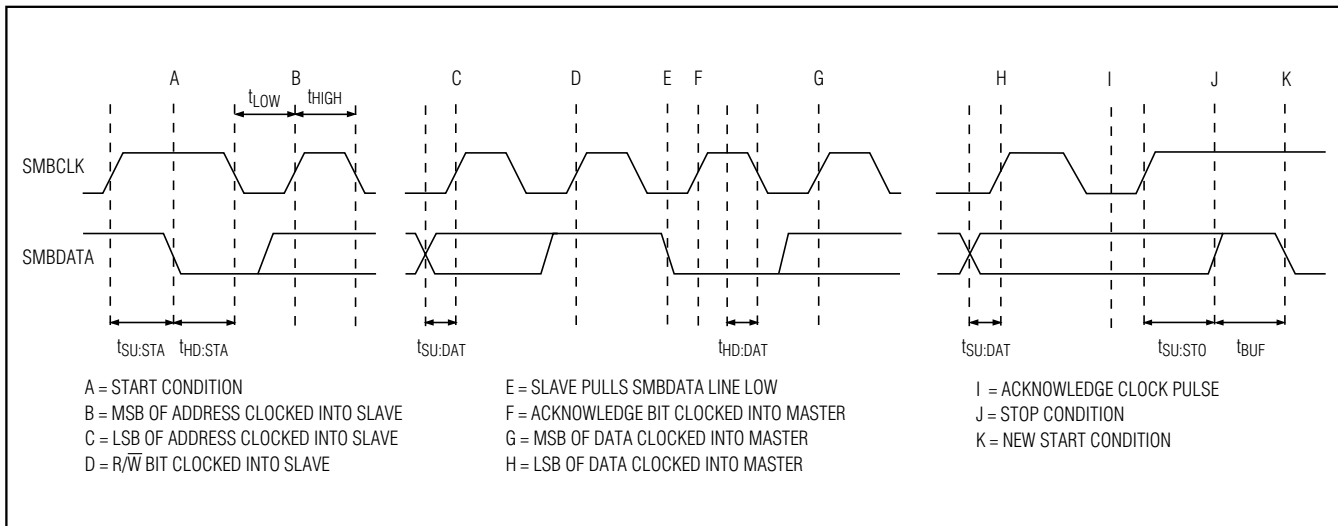 A B C D E F G H I J K
tLOW tHIGH
SMBCLK
SMBDATA
tSU:STA tHD:STA tSU:DAT tHD:DAT tSU:DAT tSU:STO tBUF
A = START CONDITION
B = MSB OF ADDRESS CLOCKED INTO SLAVE
C = LSB OF ADDRESS CLOCKED INTO SLAVE
D = R/W̅ BIT CLOCKED INTO SLAVE
E = SLAVE PULLS SMBDATA LINE LOW
F = ACKNOWLEDGE BIT CLOCKED INTO MASTER
G = MSB OF DATA CLOCKED INTO MASTER
H = LSB OF DATA CLOCKED INTO MASTER
I = ACKNOWLEDGE CLOCK PULSE
J = STOP CONDITION
K = NEW START CONDITION